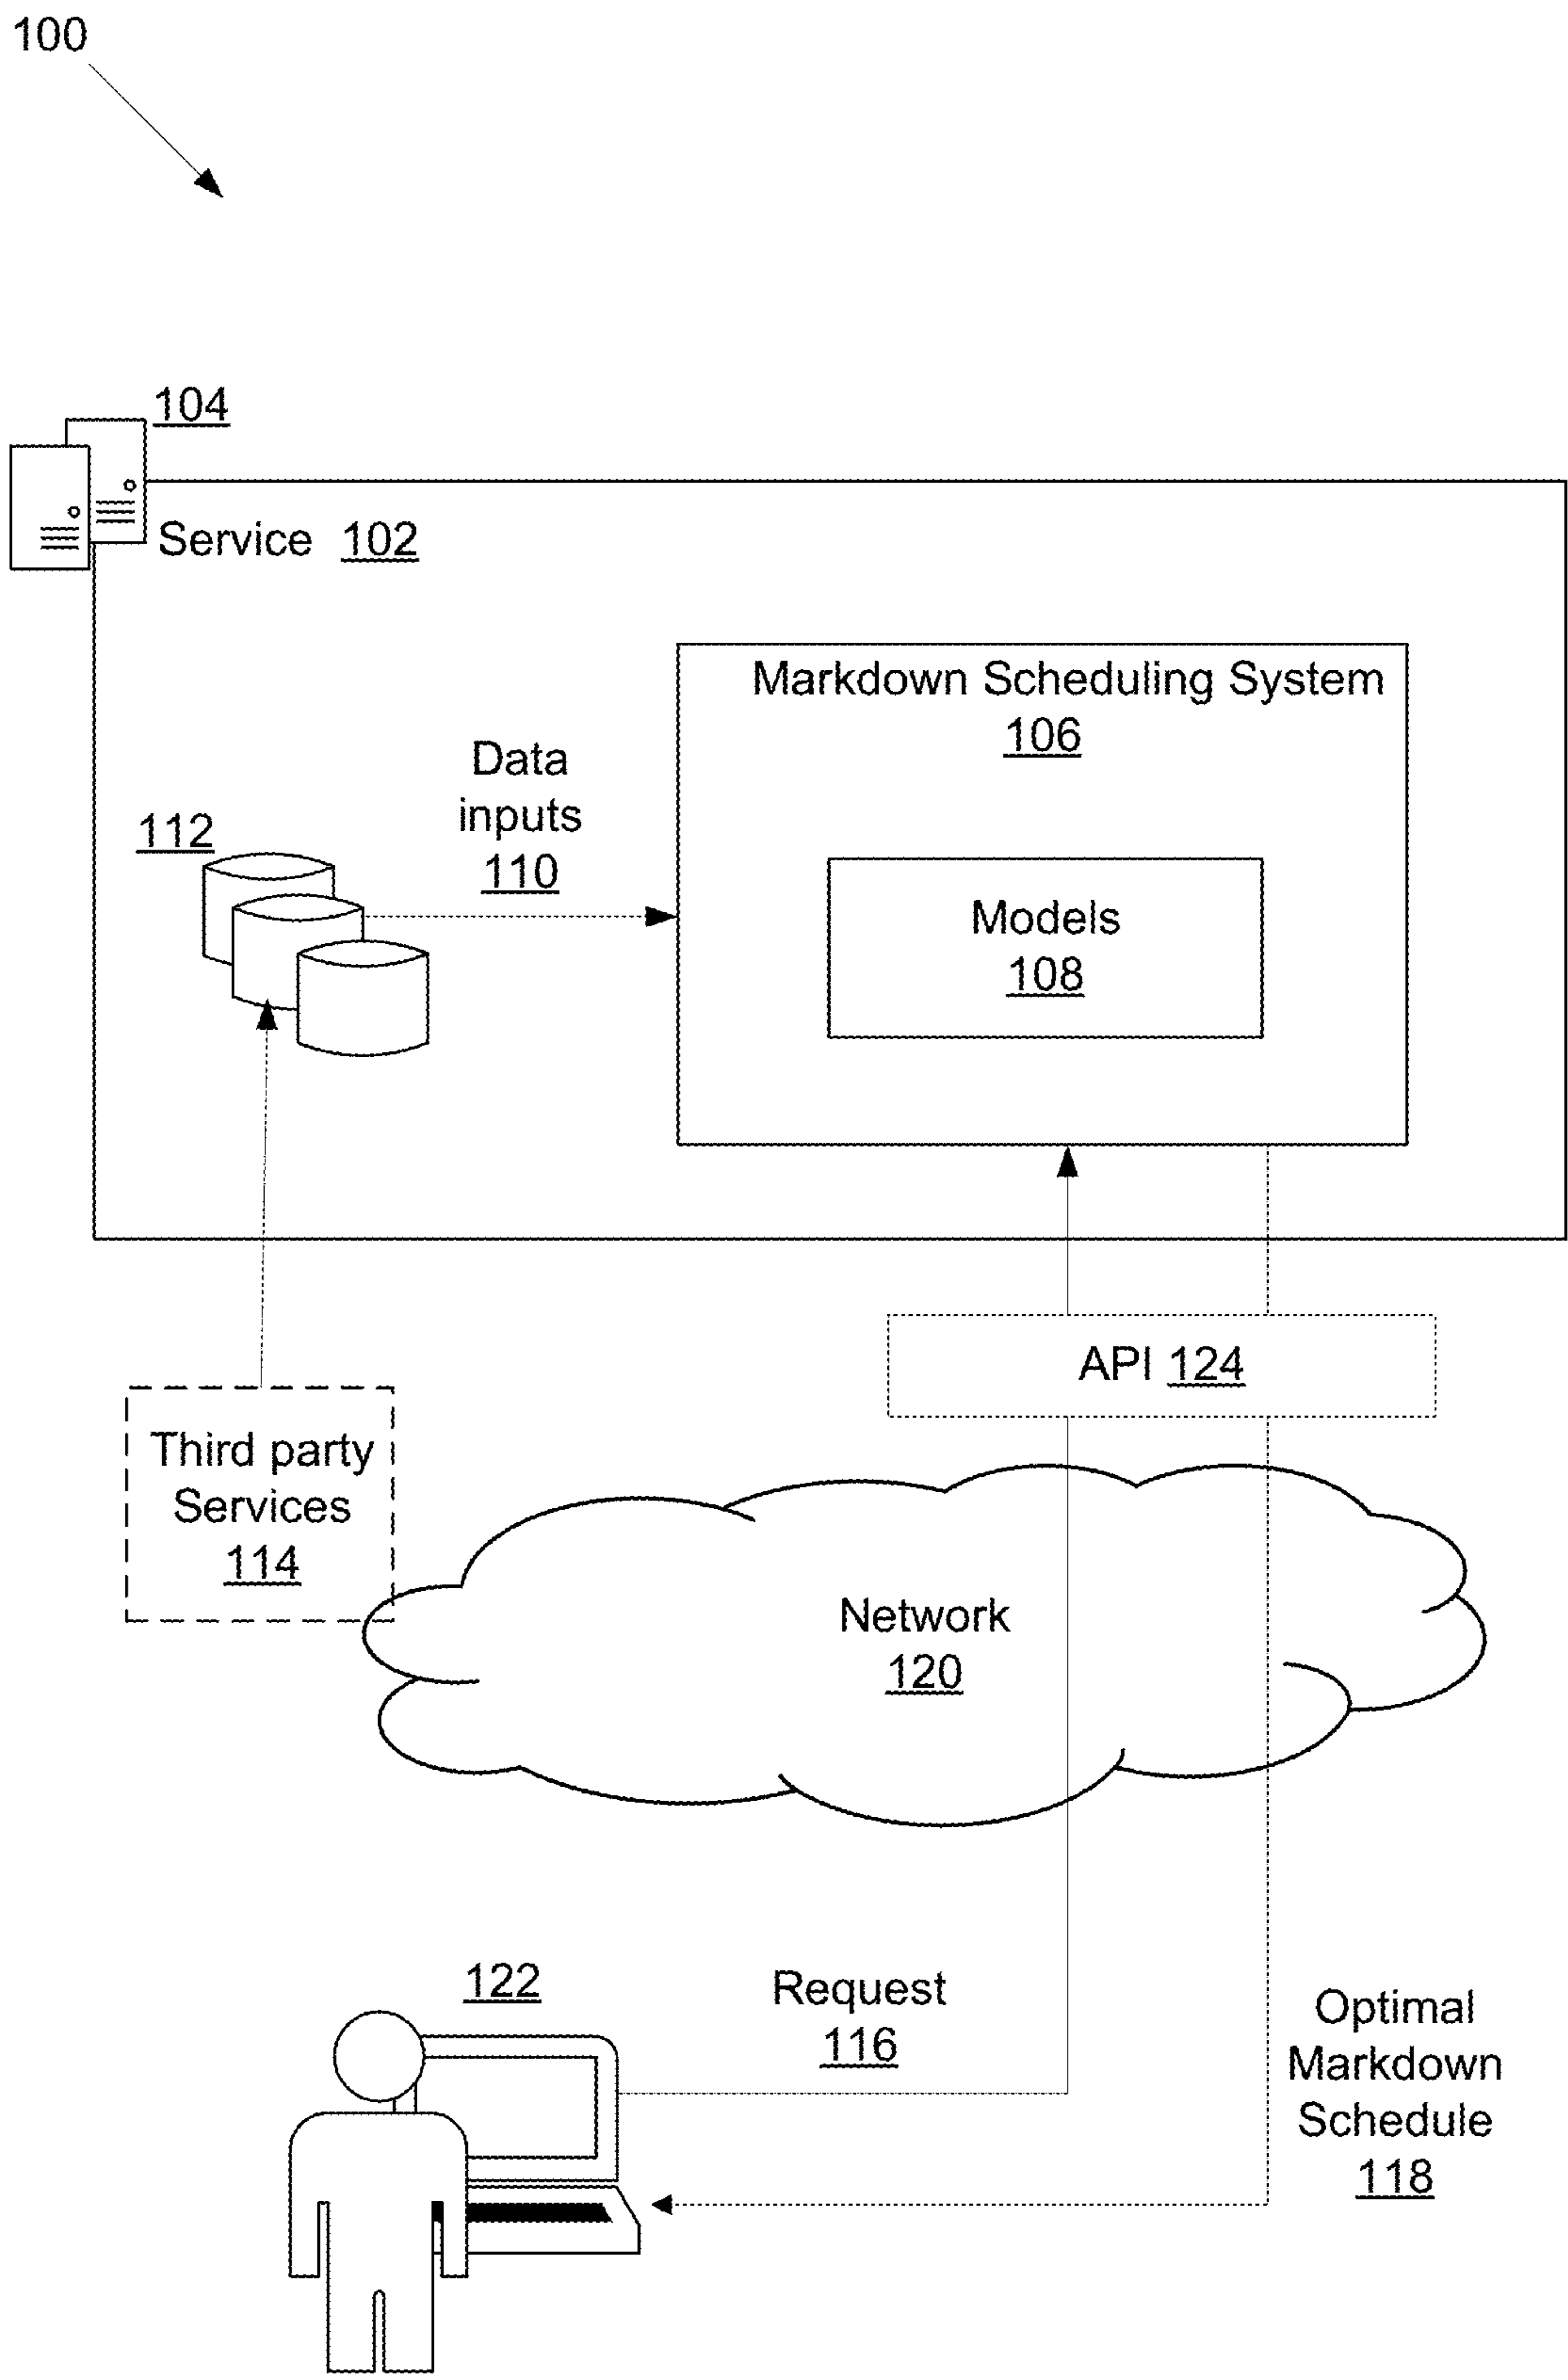 100
104
Service 102
Markdown Scheduling System
106
Data
inputs
110
112
Models
108
API 124
Third party
Services
114
Network
120
122
Request
116
Optimal
Markdown
Schedule
118